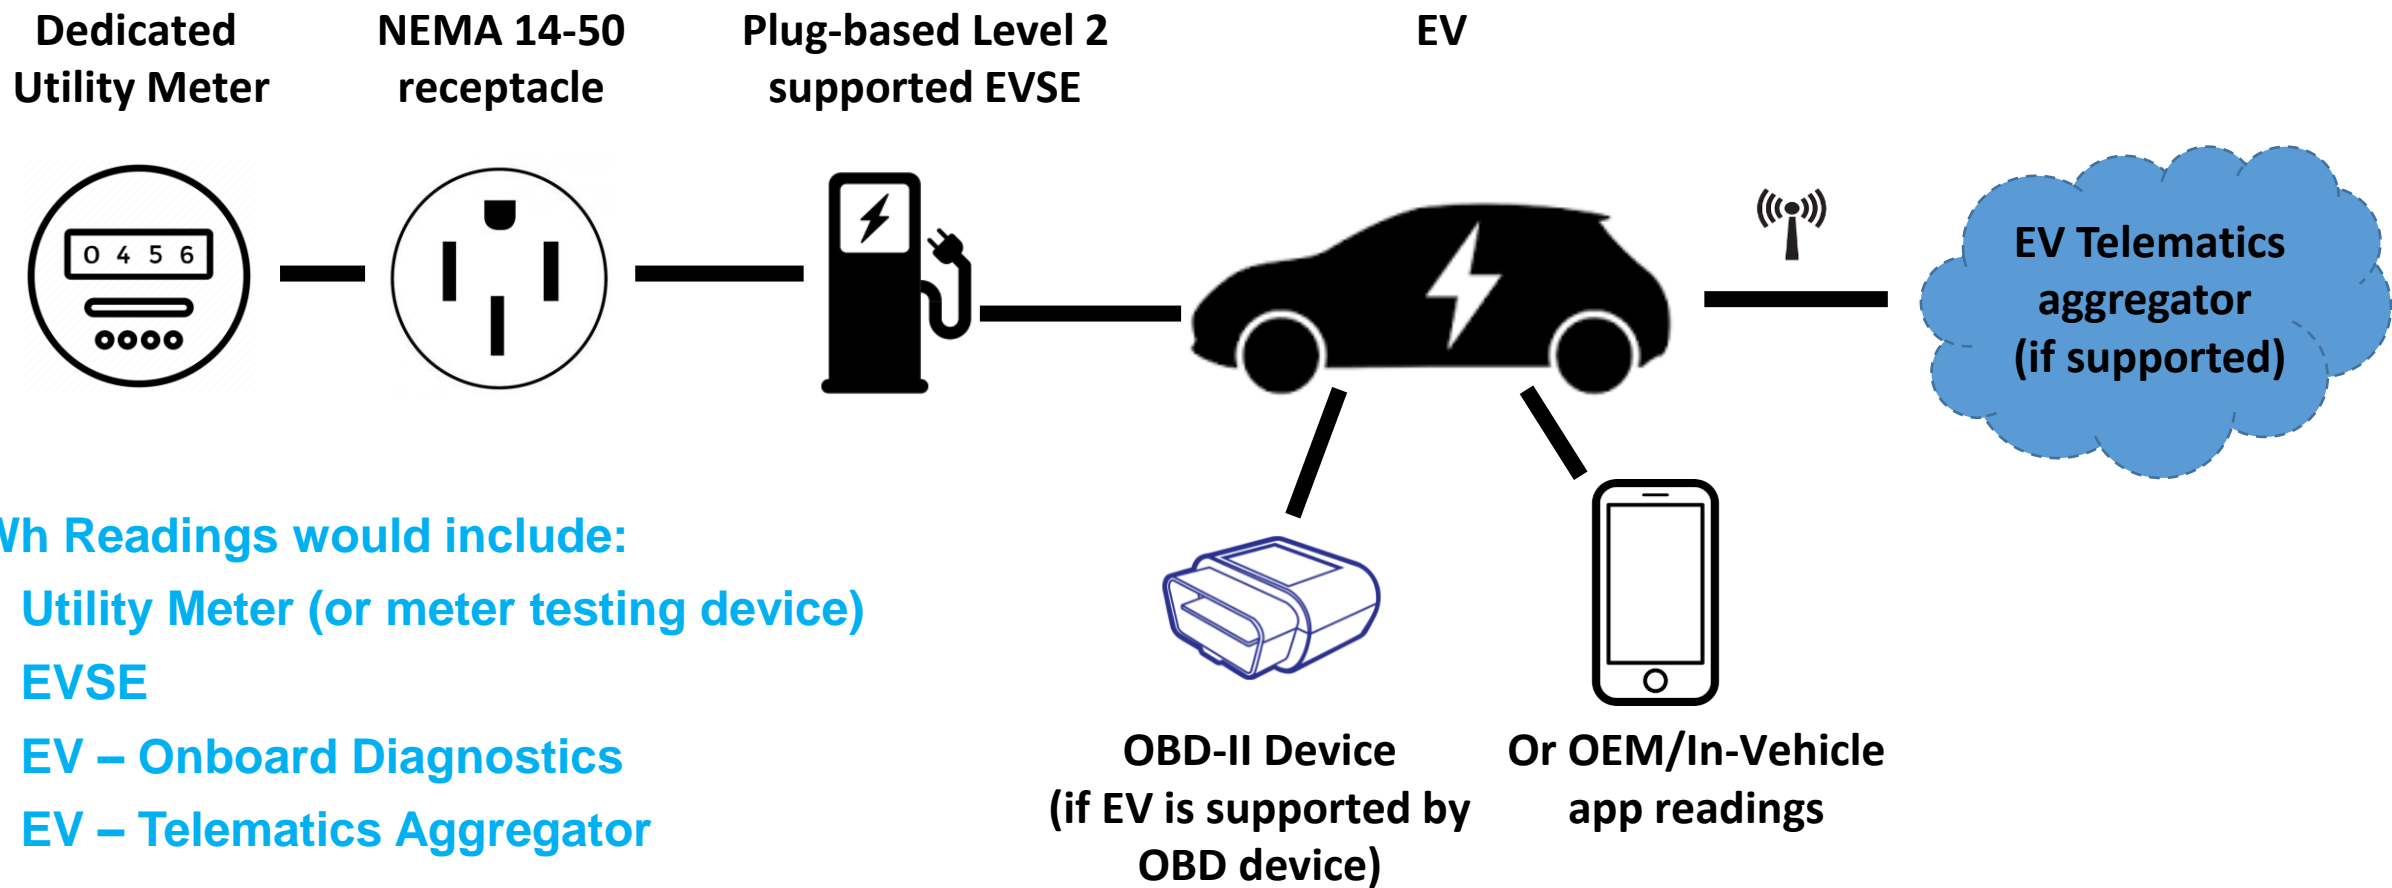 Dedicated
Utility Meter
NEMA 14-50
receptacle
Plug-based Level 2
supported EVSE
EV
0 4 5 6
EV Telematics
aggregator
(if supported)
Wh Readings would include:
Utility Meter (or meter testing device)
EVSE
EV – Onboard Diagnostics
EV – Telematics Aggregator
OBD-II Device
(if EV is supported by
OBD device)
Or OEM/In-Vehicle
app readings